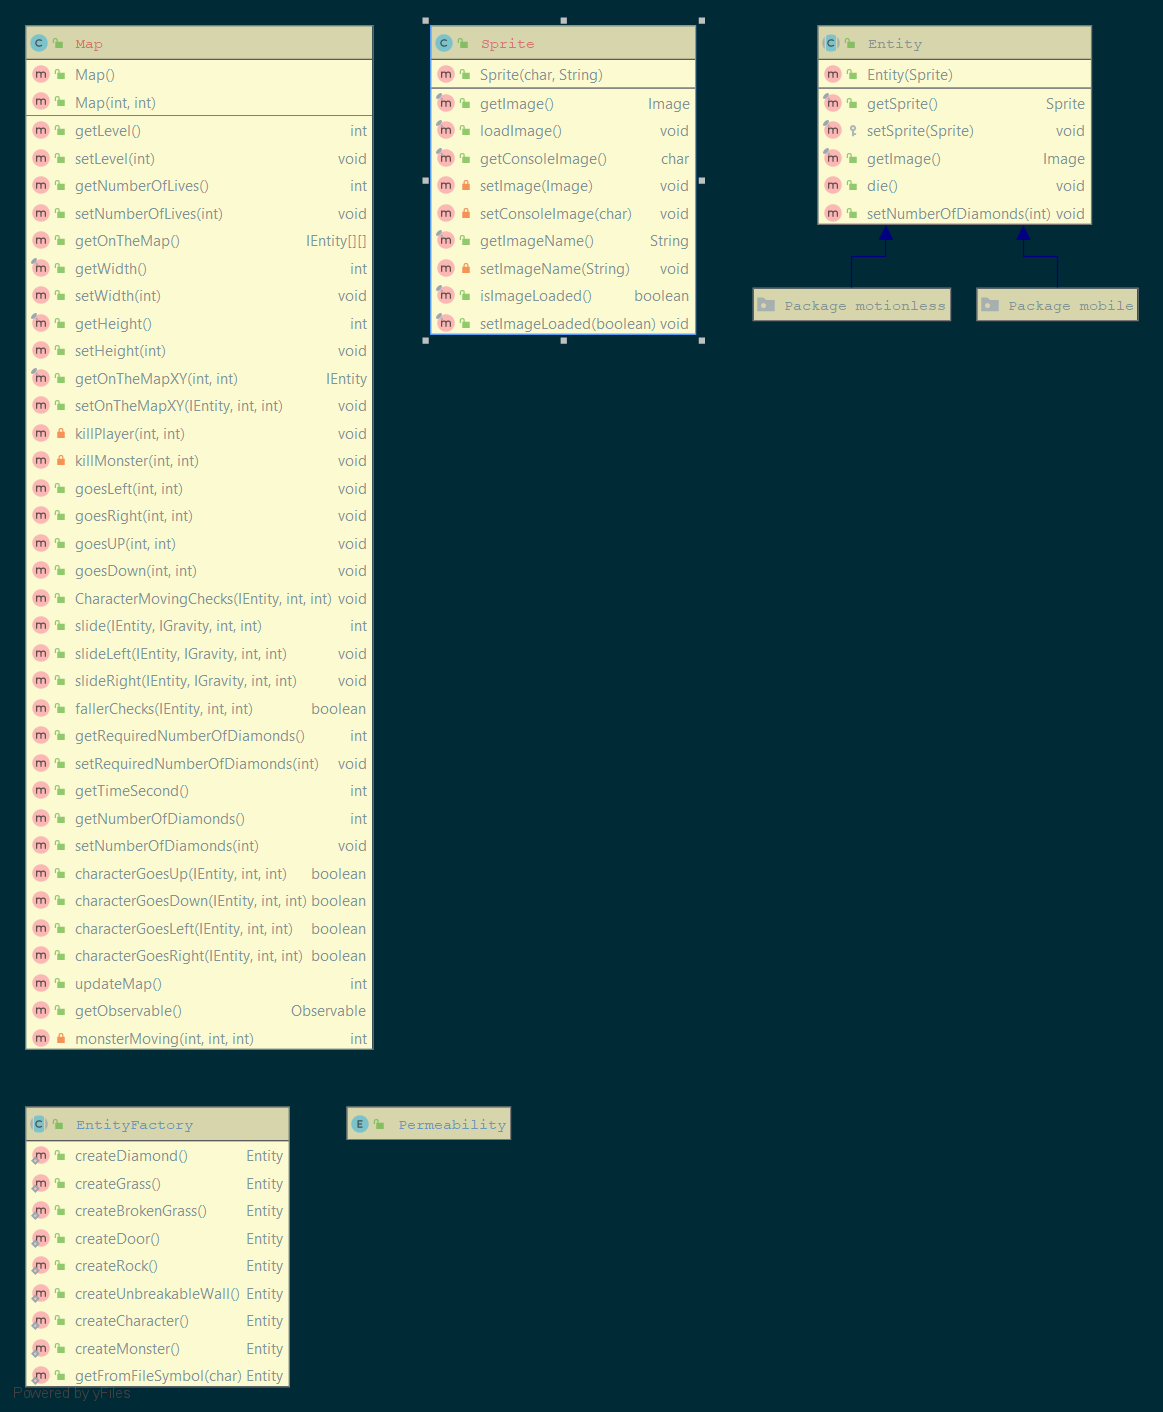 Map
Map()
Map(int, int)
getLevel() int
setLevel(int) void
getNumberOfLives() int
setNumberOfLives(int) void
getOnTheMap() IEntity[][]
getWidth() int
setWidth(int) void
getHeight() int
setHeight(int) void
getOnTheMapXY(int, int) IEntity
setOnTheMapXY(IEntity, int, int) void
killPlayer(int, int) void
killMonster(int, int) void
goesLeft(int, int) void
goesRight(int, int) void
goesUP(int, int) void
goesDown(int, int) void
CharacterMovingChecks(IEntity, int, int) void
slide(IEntity, IGravity, int, int) int
slideLeft(IEntity, IGravity, int, int) void
slideRight(IEntity, IGravity, int, int) void
fallerChecks(IEntity, int, int) boolean
getRequiredNumberOfDiamonds() int
setRequiredNumberOfDiamonds(int) void
getTimeSecond() int
getNumberOfDiamonds() int
setNumberOfDiamonds(int) void
characterGoesUp(IEntity, int, int) boolean
characterGoesDown(IEntity, int, int) boolean
characterGoesLeft(IEntity, int, int) boolean
characterGoesRight(IEntity, int, int) boolean
updateMap() int
getObservable() Observable
monsterMoving(int, int, int) int
Sprite
Sprite(char, String)
getImage() Image
loadImage() void
getConsoleImage() char
setImage(Image) void
setConsoleImage(char) void
getImageName() String
setImageName(String) void
isImageLoaded() boolean
setImageLoaded(boolean) void
Entity
Entity(Sprite)
getSprite() Sprite
setSprite(Sprite) void
getImage() Image
die() void
setNumberOfDiamonds(int) void
Package motionless
Package mobile
EntityFactory
createDiamond() Entity
createGrass() Entity
createBrokenGrass() Entity
createDoor() Entity
createRock() Entity
createUnbreakableWall() Entity
createCharacter() Entity
createMonster() Entity
getFromFileSymbol(char) Entity
Permeability
Powered by yFiles